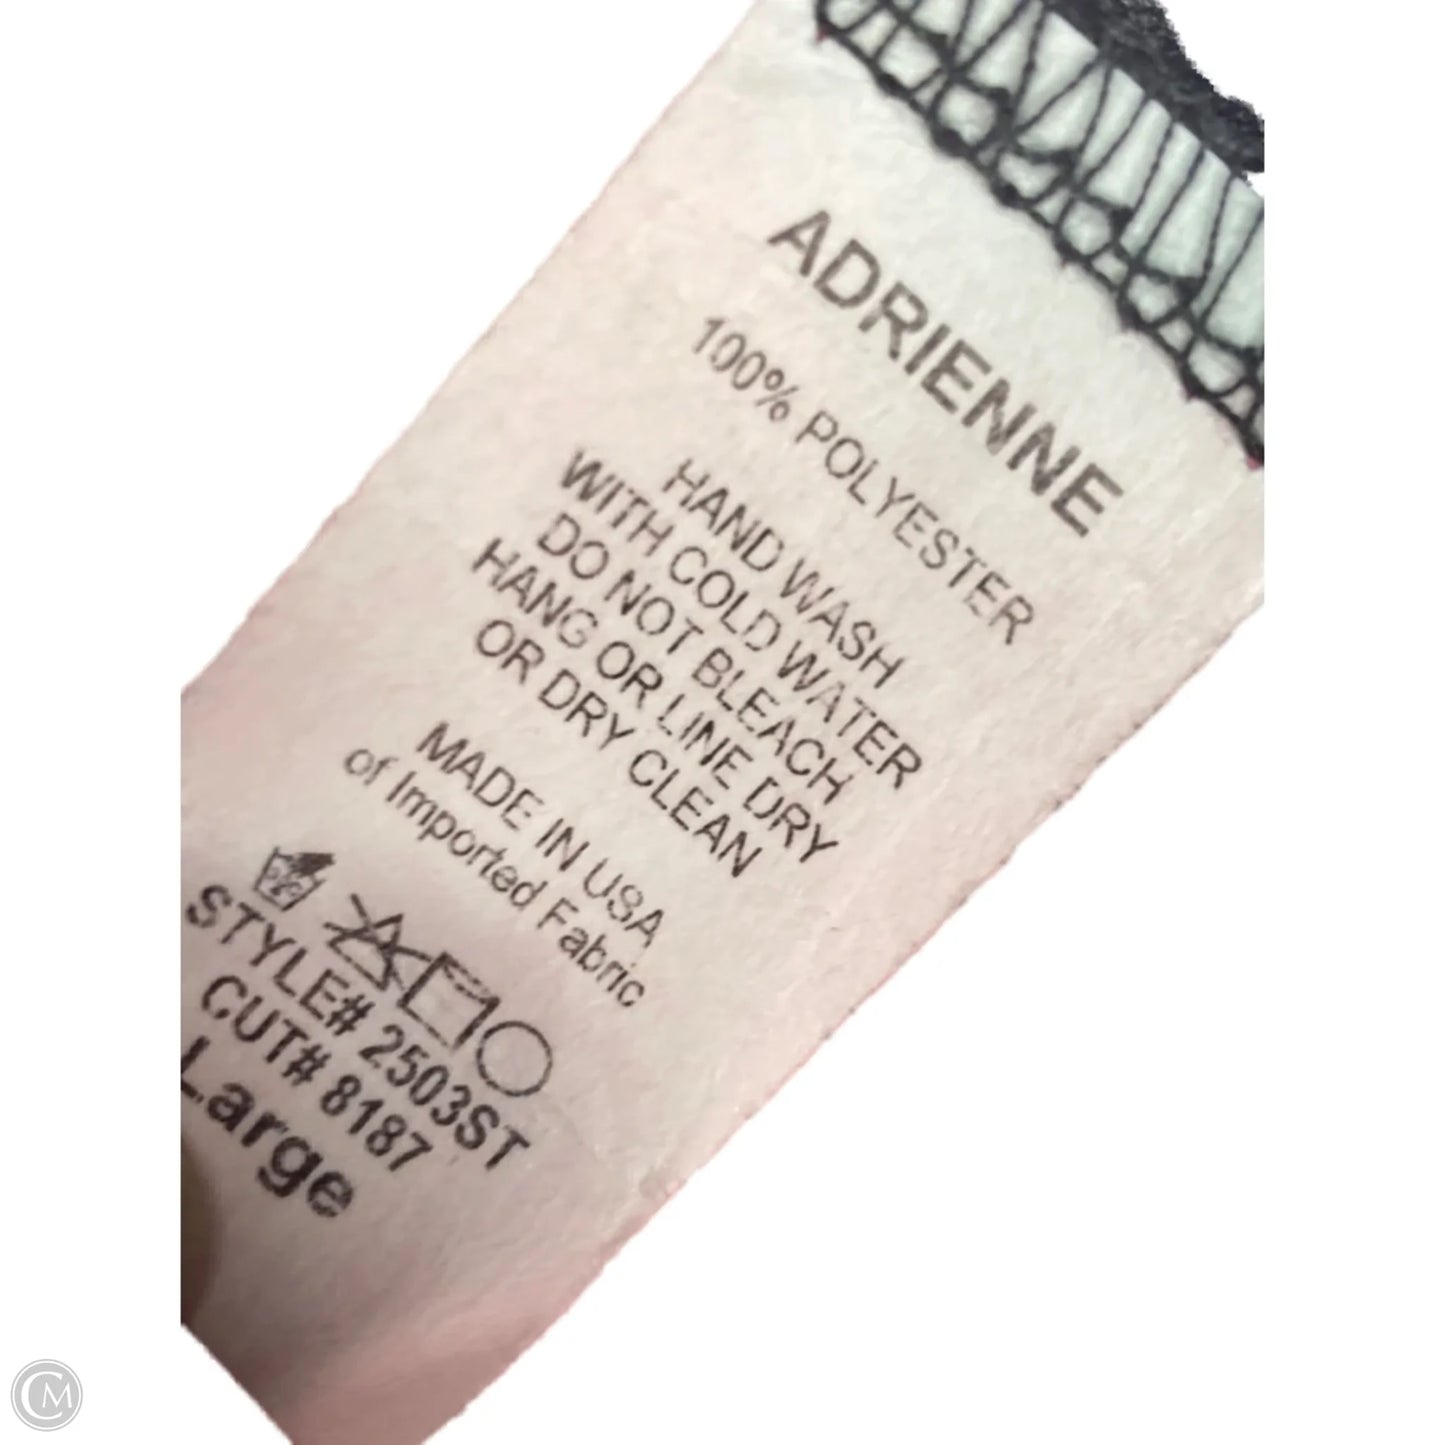 ADRIENNE
100% POLYESTER
HAND WASH
WITH COLD WATER
DO NOT BLEACH
HANG OR LINE DRY
OR DRY CLEAN
MADE IN USA
of Imported Fabric
STYLE# 2503ST
CUT# 8187
Large
CM